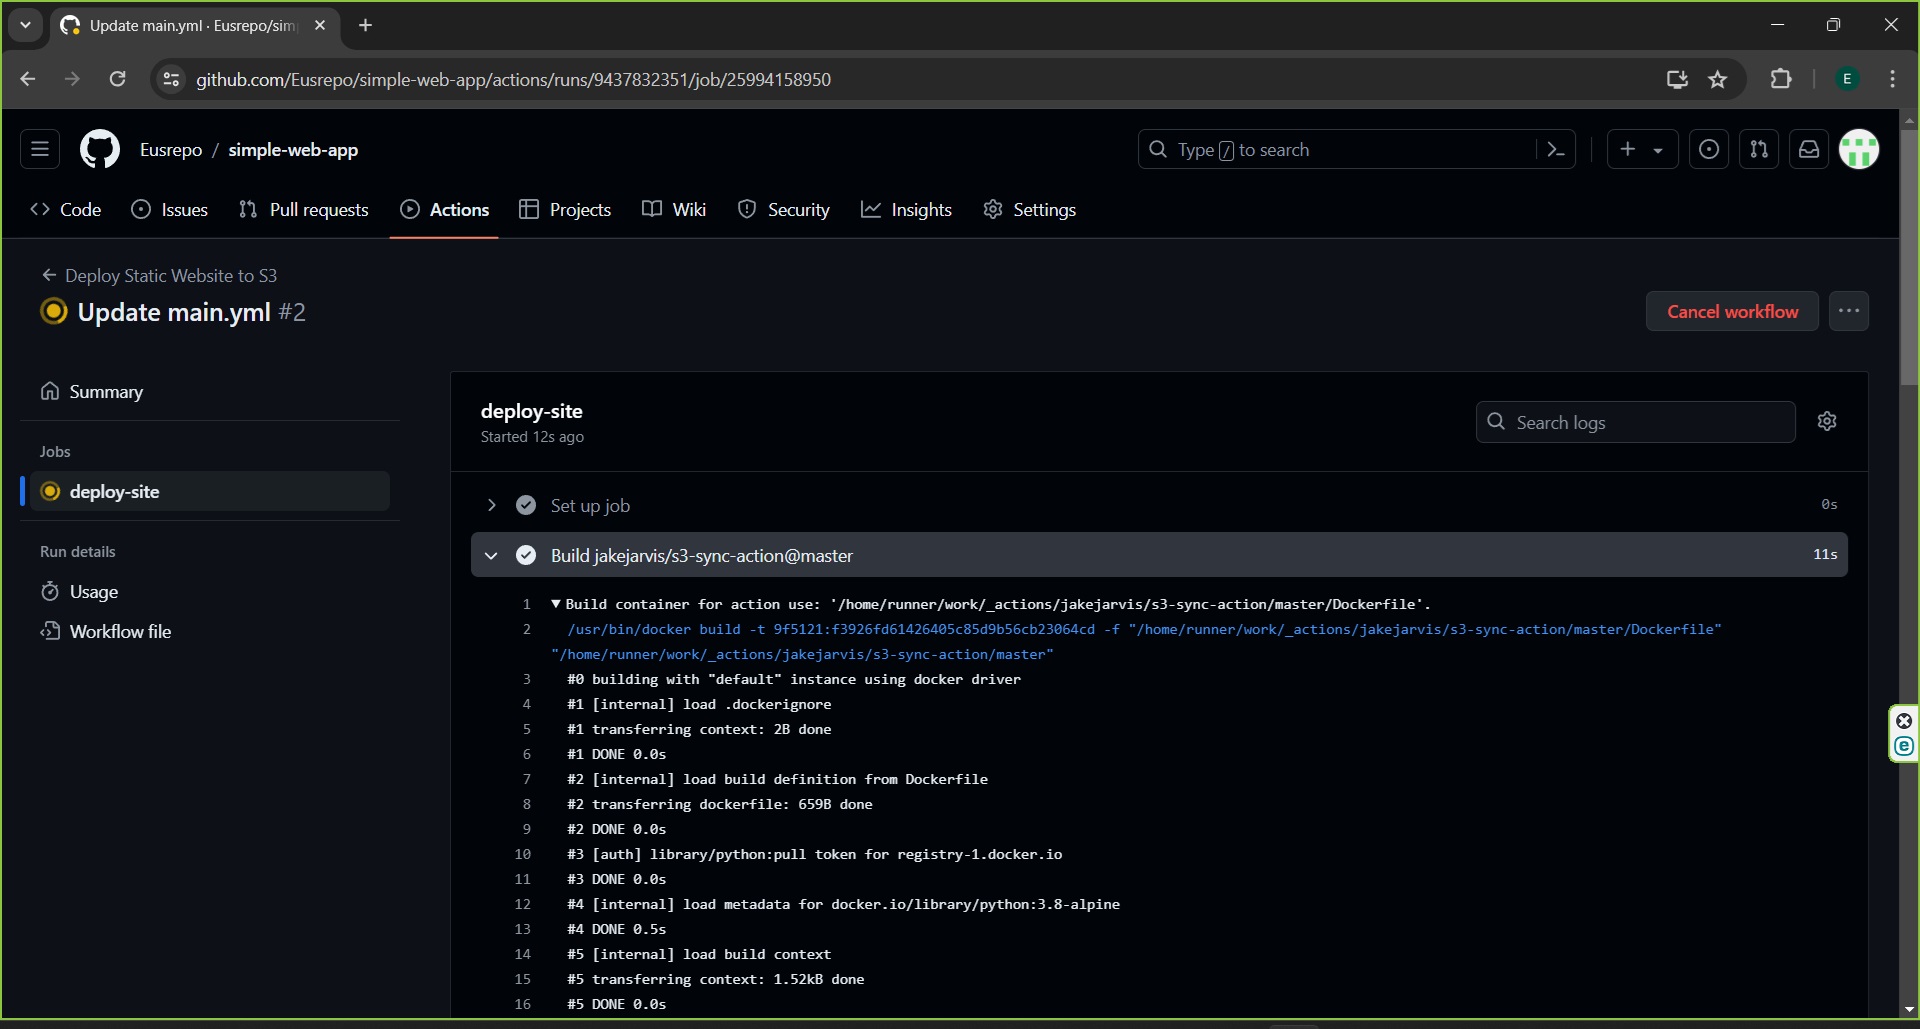 Update main.yml · Eusrepo/sim
github.com/Eusrepo/simple-web-app/actions/runs/9437832351/job/25994158950
E
Eusrepo / simple-web-app
Type / to search
Code
Issues
Pull requests
Actions
Projects
Wiki
Security
Insights
Settings
Deploy Static Website to S3
Update main.yml #2
Cancel workflow
Summary
Jobs
deploy-site
Run details
Usage
Workflow file
deploy-site
Started 12s ago
Search logs
Set up job
0s
Build jakejarvis/s3-sync-action@master
11s
1 ▼Build container for action use: '/home/runner/work/_actions/jakejarvis/s3-sync-action/master/Dockerfile'.
2 /usr/bin/docker build -t 9f5121:f3926fd61426405c85d9b56cb23064cd -f "/home/runner/work/_actions/jakejarvis/s3-sync-action/master/Dockerfile"
"/home/runner/work/_actions/jakejarvis/s3-sync-action/master"
3 #0 building with "default" instance using docker driver
4 #1 [internal] load .dockerignore
5 #1 transferring context: 2B done
6 #1 DONE 0.0s
7 #2 [internal] load build definition from Dockerfile
8 #2 transferring dockerfile: 659B done
9 #2 DONE 0.0s
10 #3 [auth] library/python:pull token for registry-1.docker.io
11 #3 DONE 0.0s
12 #4 [internal] load metadata for docker.io/library/python:3.8-alpine
13 #4 DONE 0.5s
14 #5 [internal] load build context
15 #5 transferring context: 1.52kB done
16 #5 DONE 0.0s